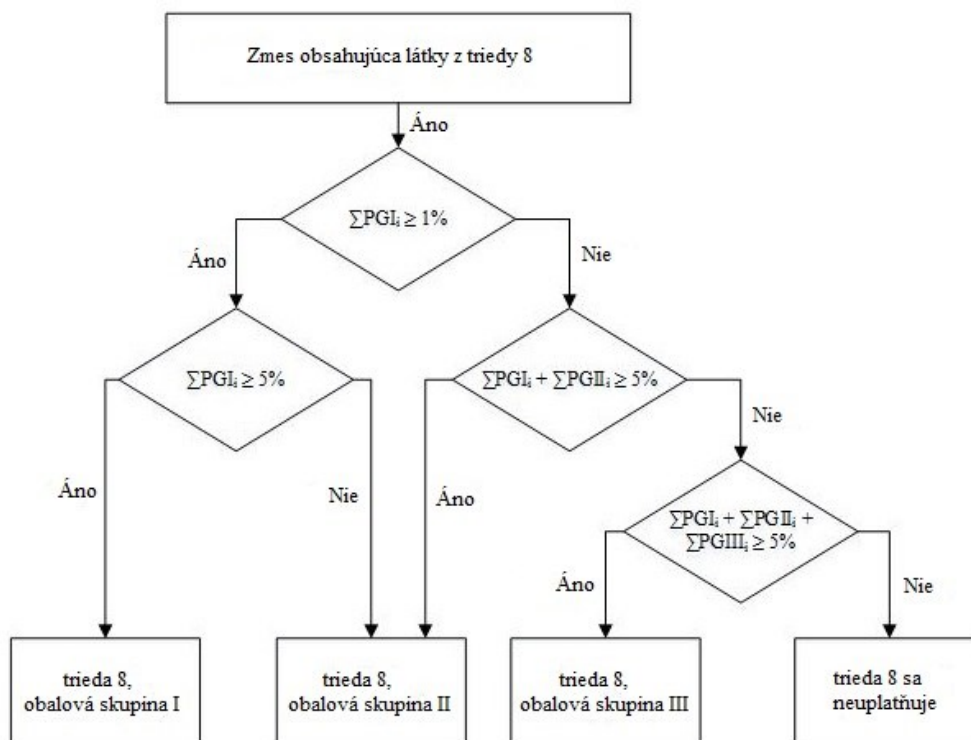 Zmes obsahujúca látky z triedy 8
Áno
∑PGIᵢ ≥ 1%
Áno
Nie
∑PGIᵢ ≥ 5%
∑PGIᵢ + ∑PGIIᵢ ≥ 5%
Áno
Nie
Áno
Nie
∑PGIᵢ + ∑PGIIᵢ +
∑PGIIIᵢ ≥ 5%
Áno
Nie
trieda 8,
obalová skupina I
trieda 8,
obalová skupina II
trieda 8,
obalová skupina III
trieda 8 sa
neuplatňuje